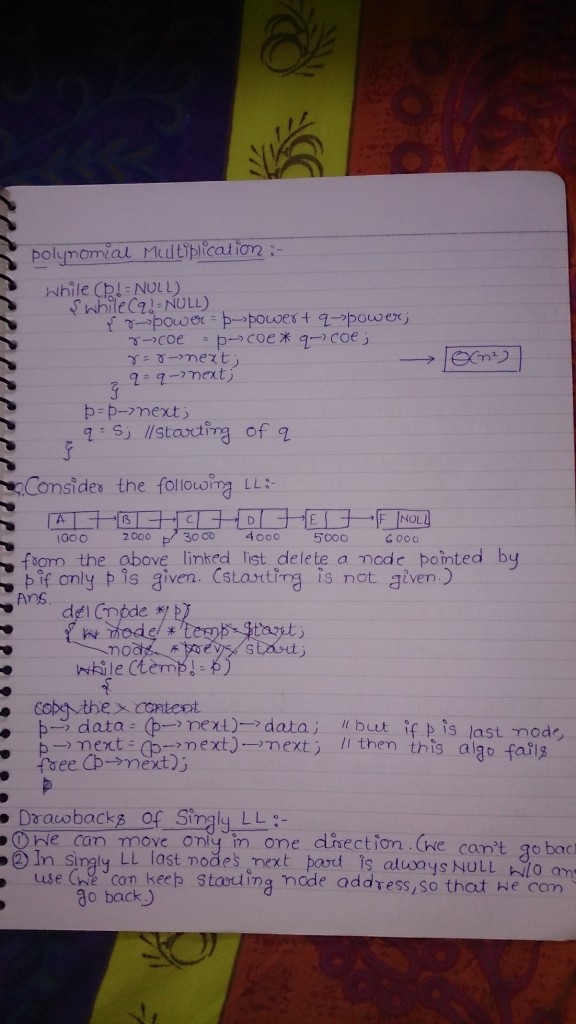 Polynomial Multiplication :-
while (p != NULL)
{ while (q != NULL)
{ r→power = p→power + q→power;
r→coe = p→coe * q→coe;
r = r→next;
→ Θ(n²)
q = q→next;
}
p = p→next;
q = S; //starting of q
}
Consider the following LL :-
A B C D E F NULL
1000 2000 p 3000 4000 5000 6000
from the above linked list delete a node pointed by
p if only p is given. (starting is not given.)
Ans.
del (node * p)
{ node * temp = start;
node * prev = start;
while (temp != p)
{
copy the content
p→data = (p→next)→data; // but if p is last node,
p→next = (p→next)→next; // then this algo fails
free (p→next);
p
Drawbacks of Singly LL :-
① We can move only in one direction. (we can't go bac
② In singly LL last node's next part is always NULL w/o an
use (we can keep starting node address, so that we can
go back)